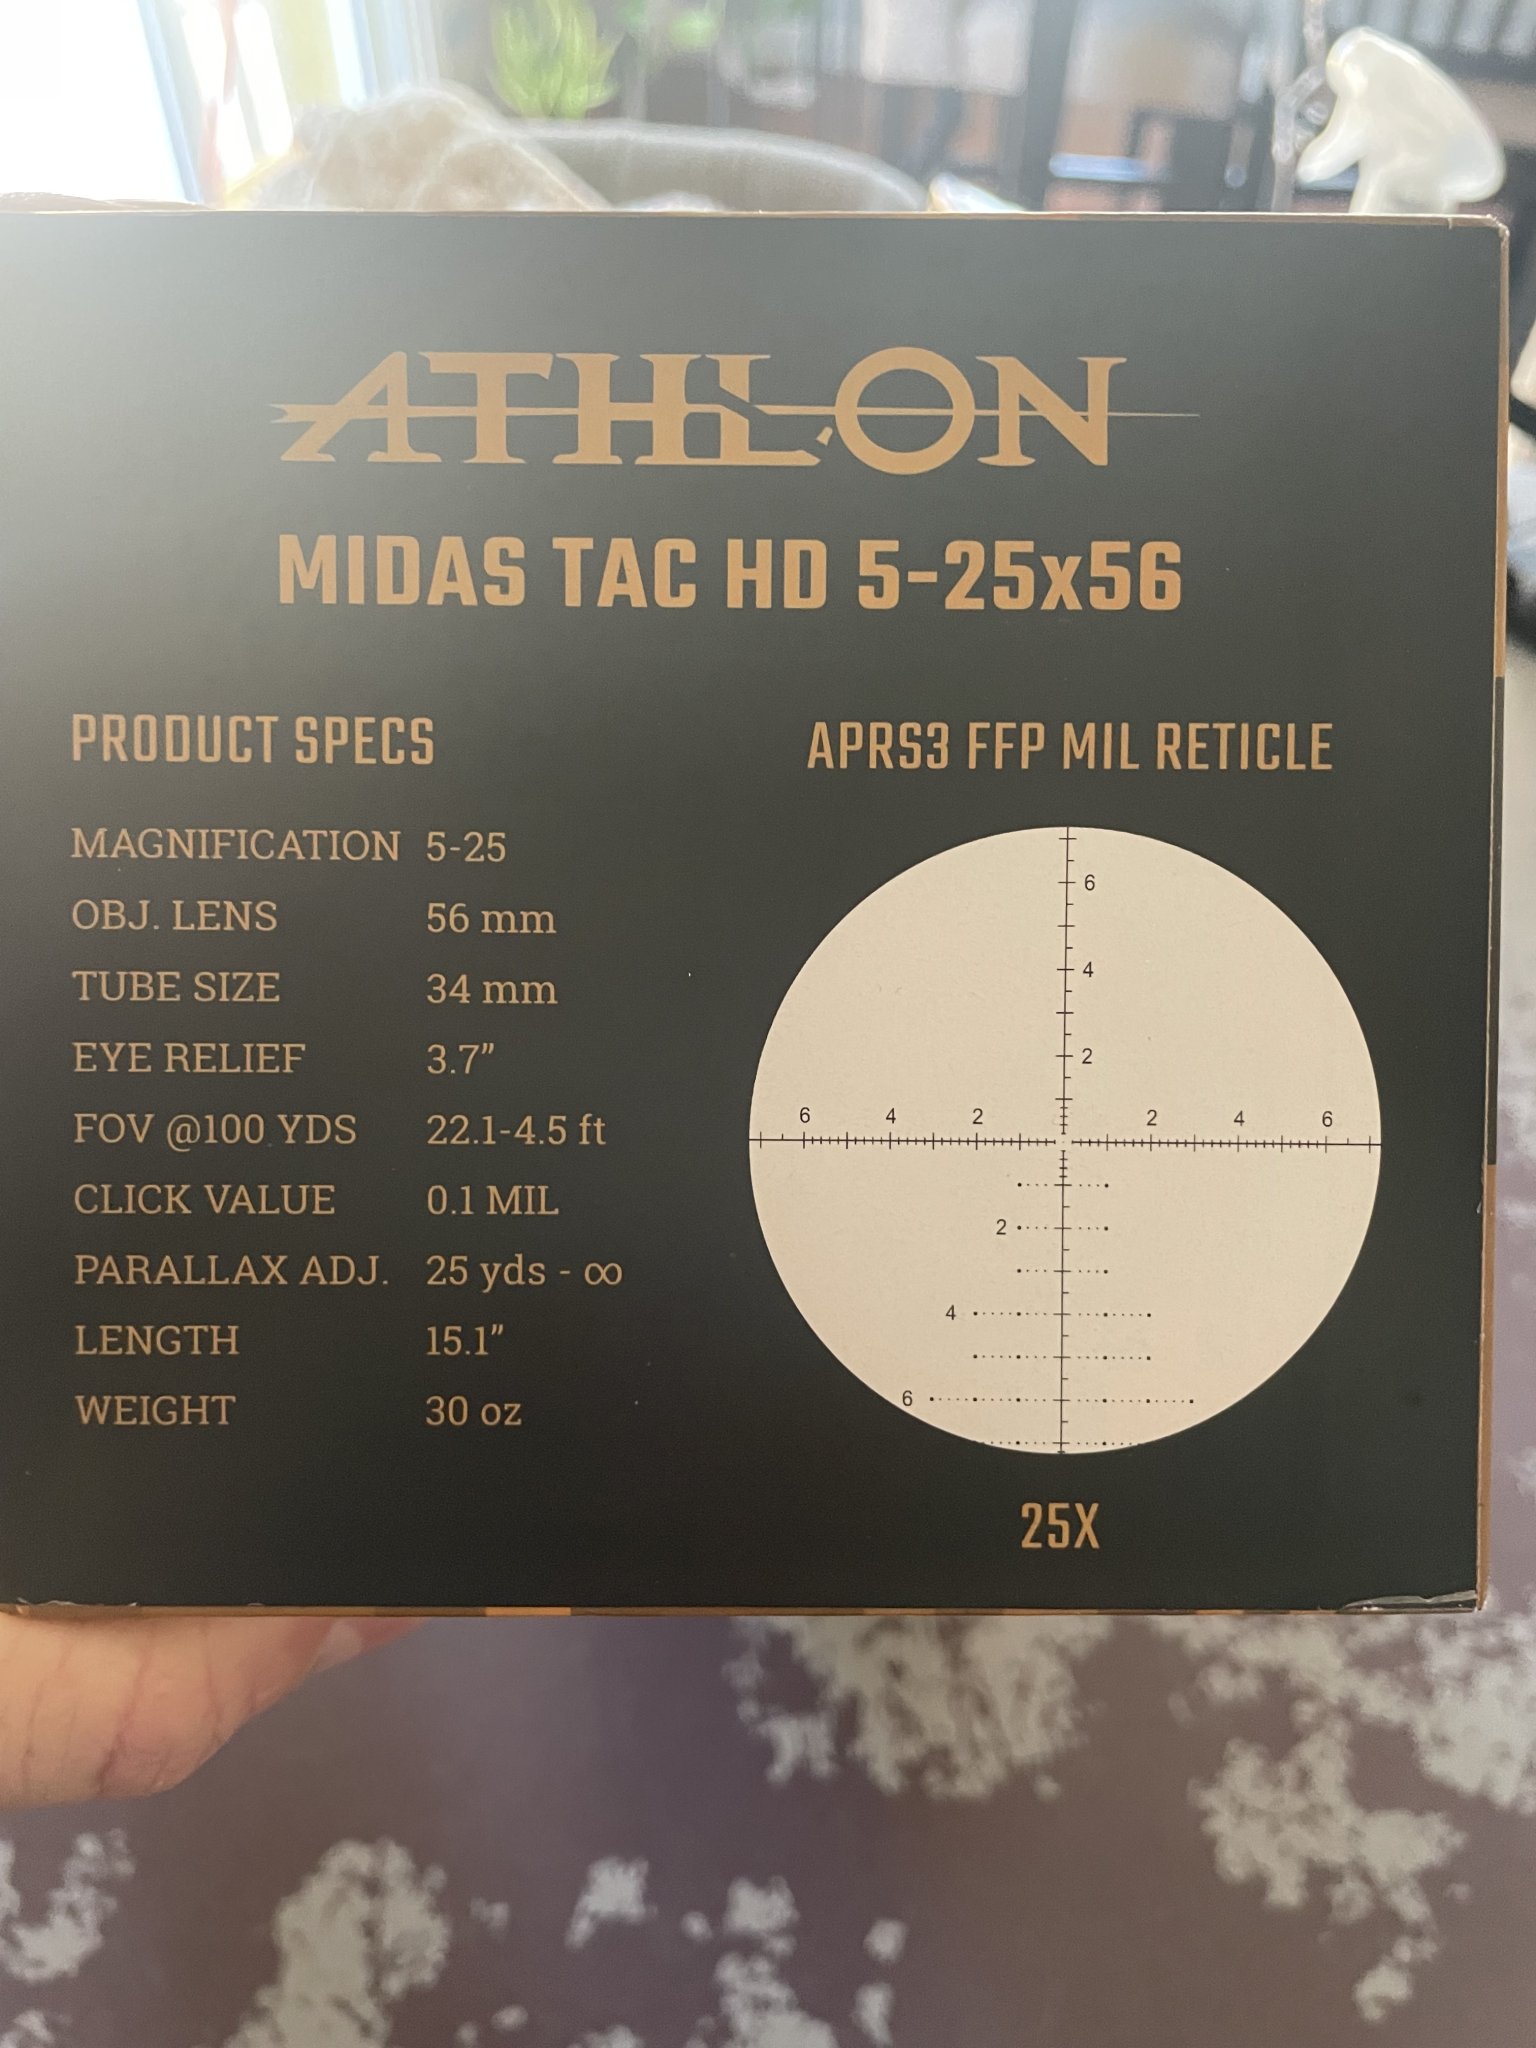 ATHLON
MIDAS TAC HD 5-25x56
PRODUCT SPECS
MAGNIFICATION 5-25
OBJ. LENS 56 mm
TUBE SIZE 34 mm
EYE RELIEF 3.7”
FOV @100 YDS 22.1-4.5 ft
CLICK VALUE 0.1 MIL
PARALLAX ADJ. 25 yds - ∞
LENGTH 15.1”
WEIGHT 30 oz
APRS3 FFP MIL RETICLE
6
4
2
6 4 2 2 4 6
2
4
6
25X